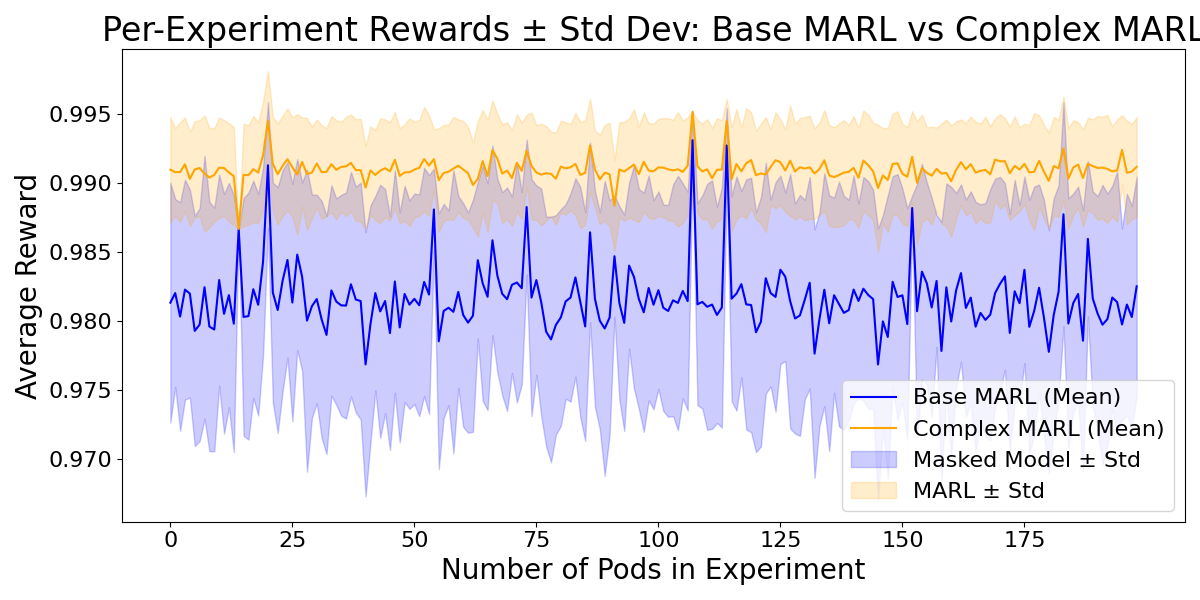 Per-Experiment Rewards ± Std Dev: Base MARL vs Complex MARL
Average Reward
0.995
0.990
0.985
0.980
0.975
0.970
Base MARL (Mean)
Complex MARL (Mean)
Masked Model ± Std
MARL ± Std
0 25 50 75 100 125 150 175
Number of Pods in Experiment